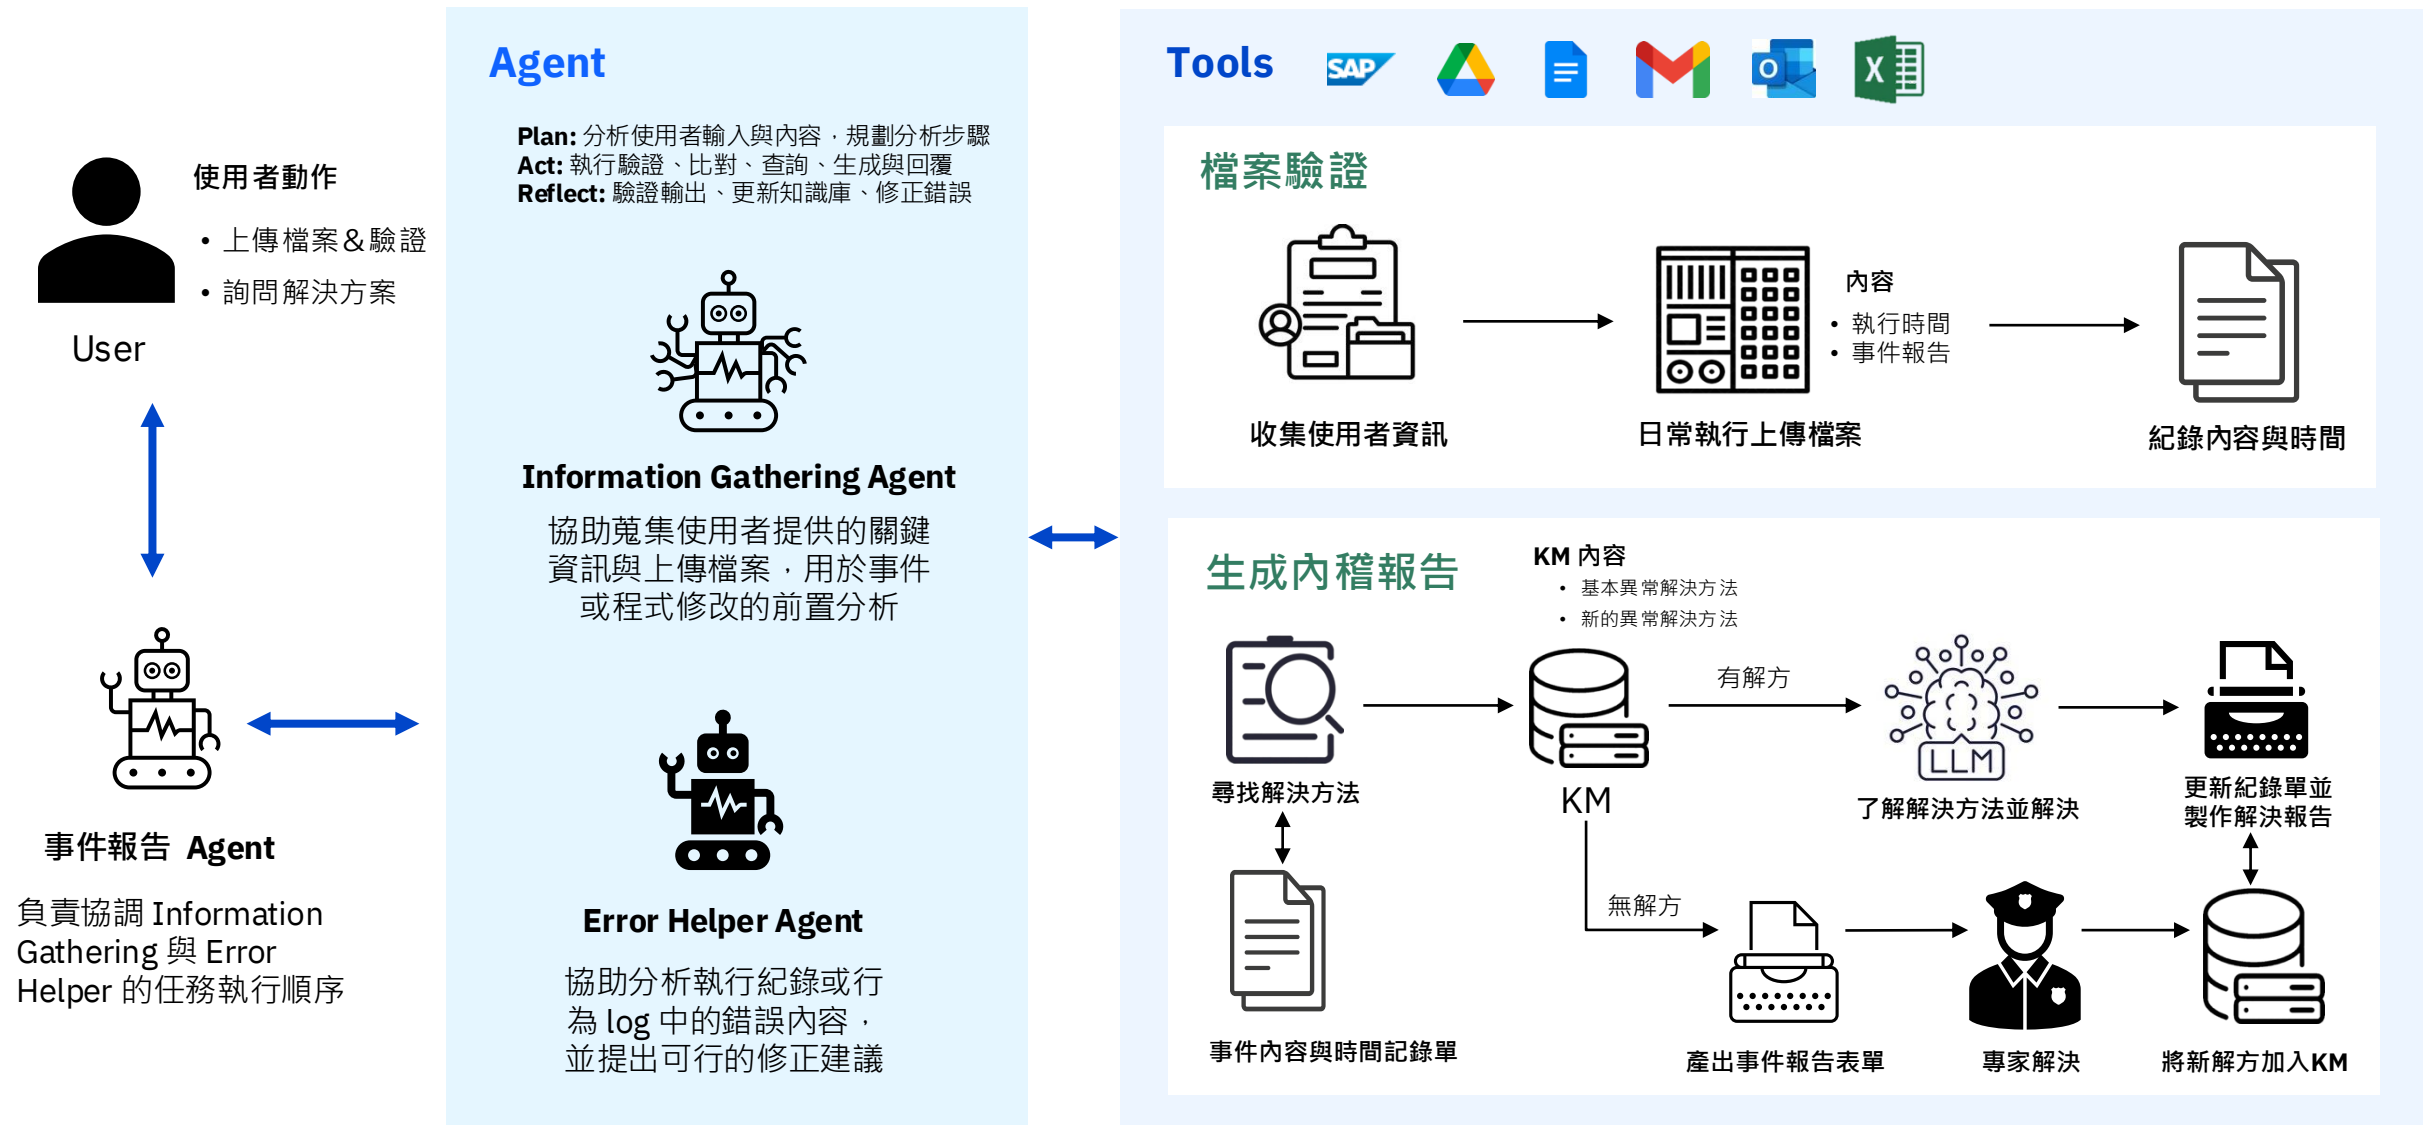 使用者動作
• 上傳檔案＆驗證
• 詢問解決方案
User
事件報告 Agent
負責協調 Information
Gathering 與 Error
Helper 的任務執行順序
Agent
Plan: 分析使用者輸入與內容，規劃分析步驟
Act: 執行驗證、比對、查詢、生成與回覆
Reflect: 驗證輸出、更新知識庫、修正錯誤
Information Gathering Agent
協助蒐集使用者提供的關鍵
資訊與上傳檔案，用於事件
或程式修改的前置分析
Error Helper Agent
協助分析執行紀錄或行
為 log 中的錯誤內容，
並提出可行的修正建議
Tools
SAP
O
X
檔案驗證
收集使用者資訊
日常執行上傳檔案
內容
• 執行時間
• 事件報告
紀錄內容與時間
生成內稽報告
KM 內容
• 基本異常解決方法
• 新的異常解決方法
尋找解決方法
KM
有解方
LLM
了解解決方法並解決
更新紀錄單並
製作解決報告
事件內容與時間記錄單
無解方
產出事件報告表單
專家解決
將新解方加入KM